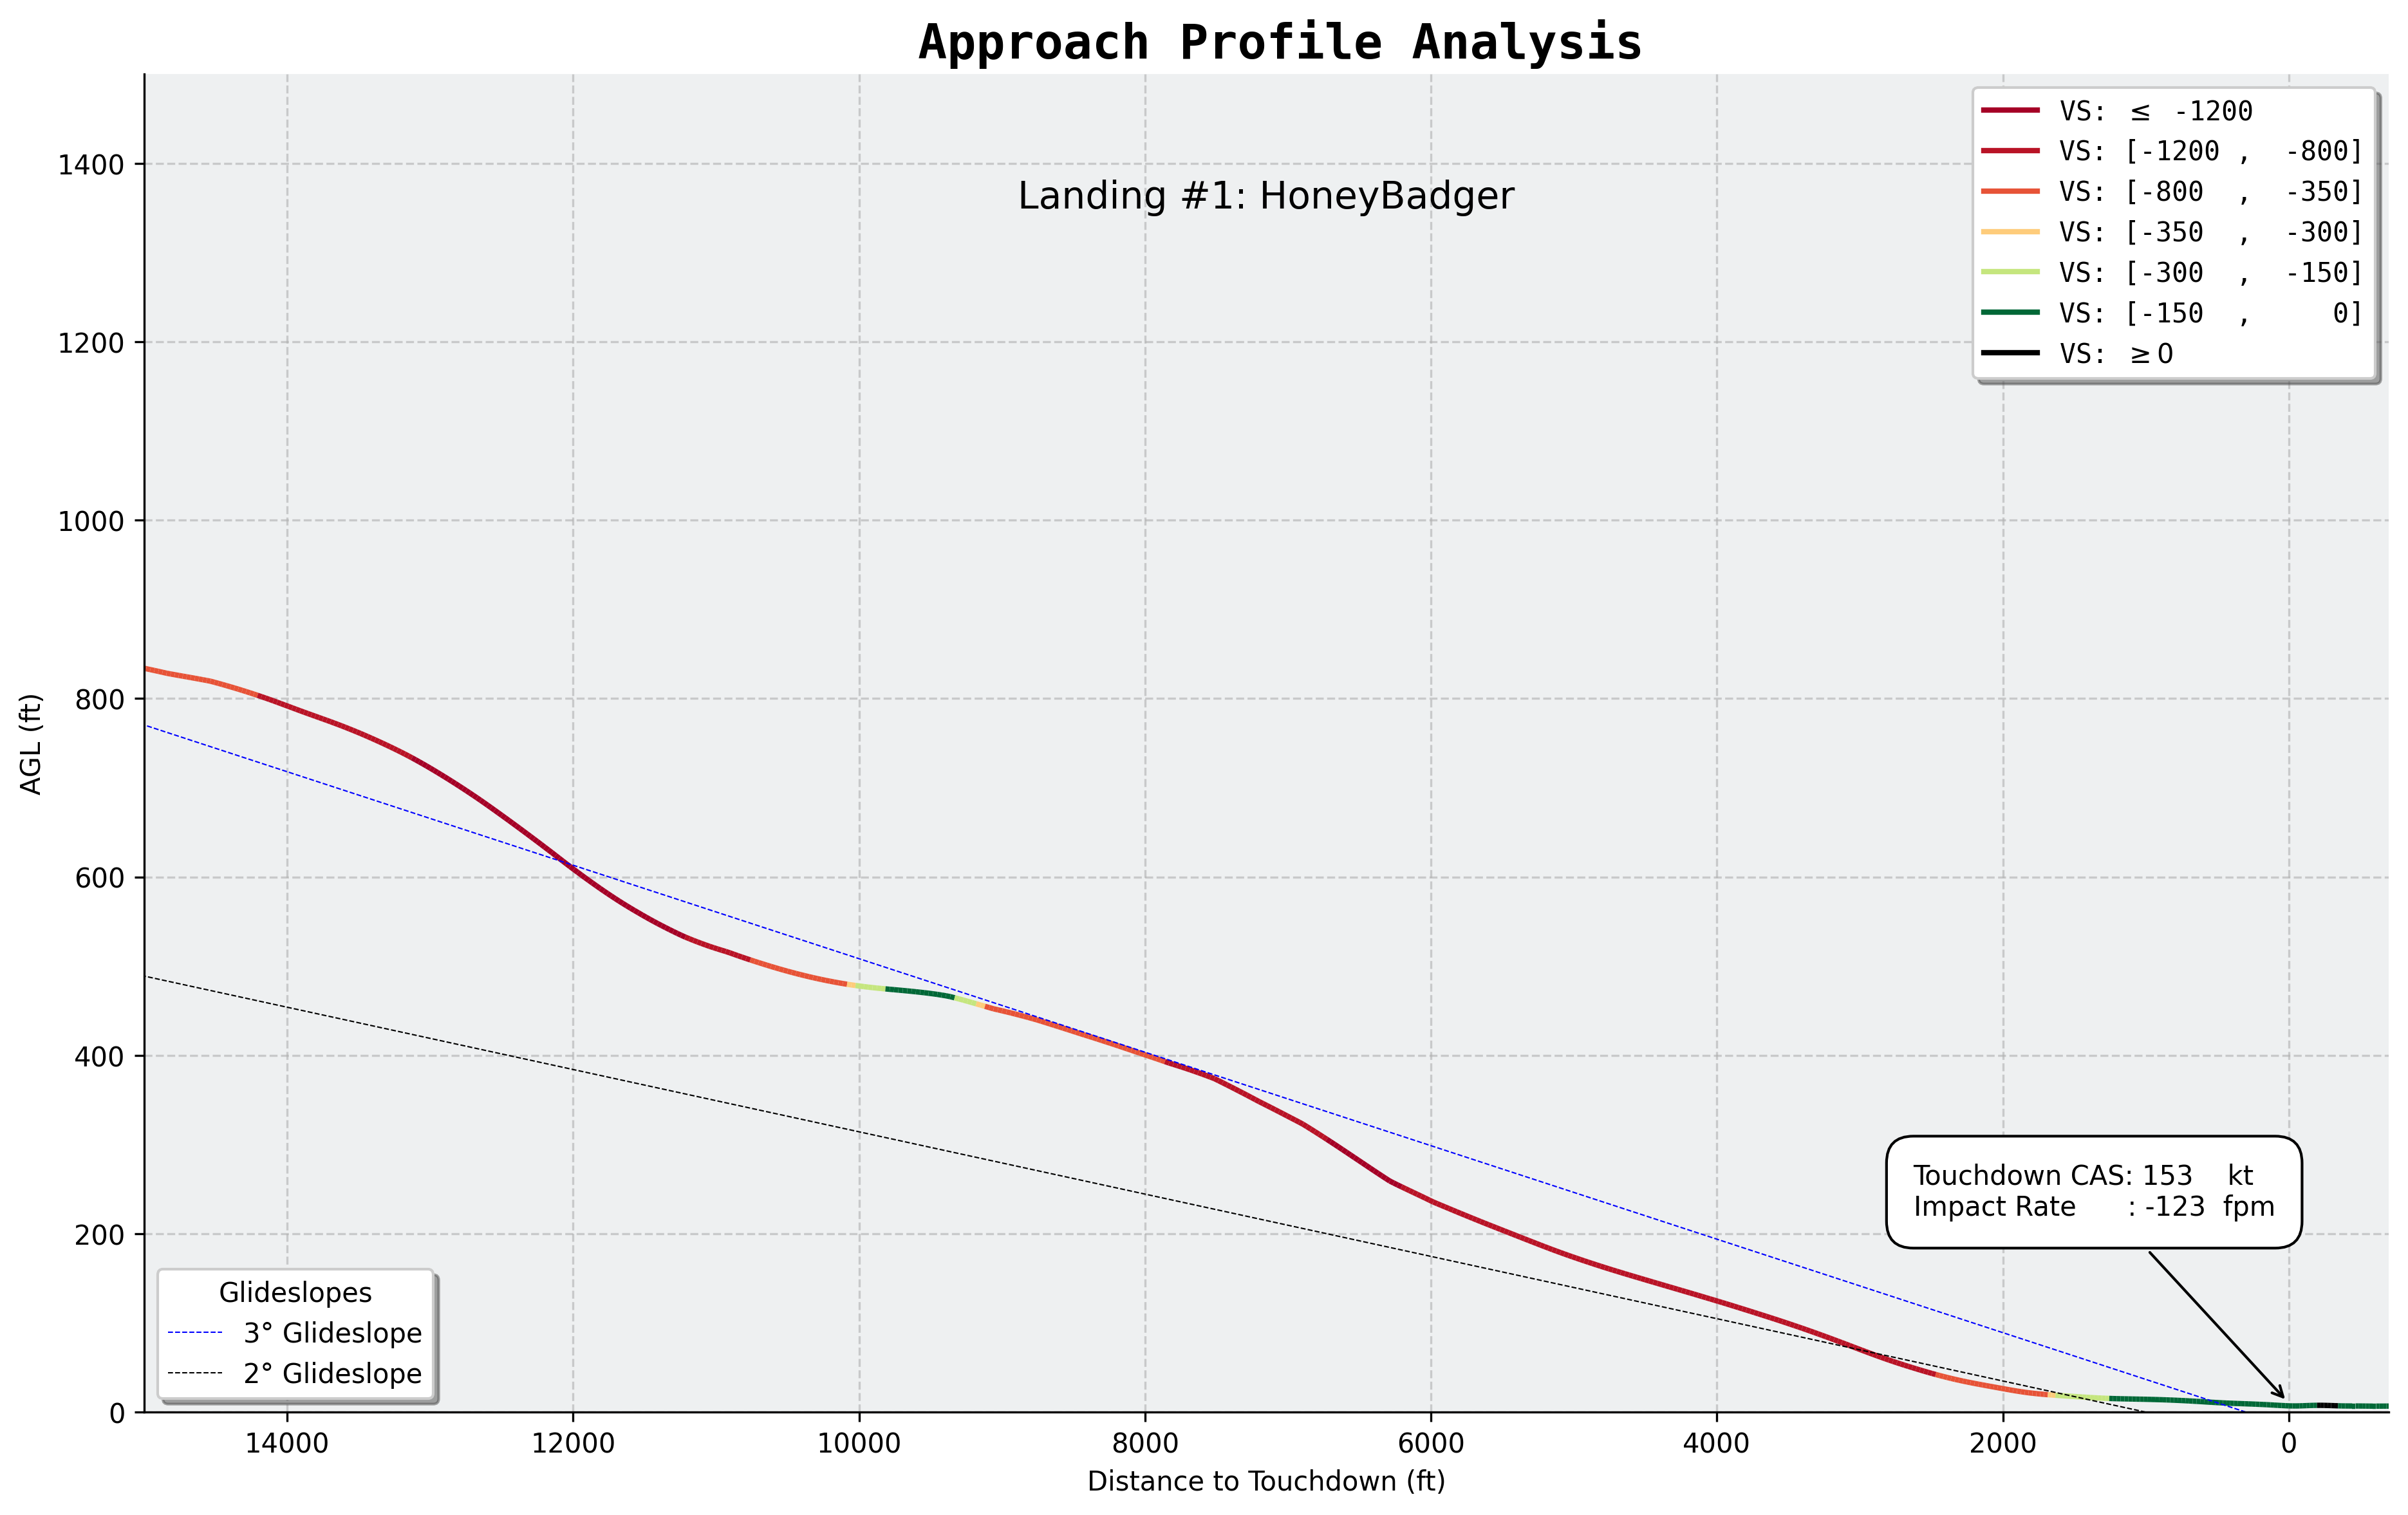 Approach Profile Analysis
Landing #1: HoneyBadger
VS: ≤ -1200
VS: [-1200 , -800]
VS: [-800 , -350]
VS: [-350 , -300]
VS: [-300 , -150]
VS: [-150 , 0]
VS: ≥0
AGL (ft)
1400
1200
1000
800
600
400
200
0
Touchdown CAS: 153 kt
Impact Rate : -123 fpm
Glideslopes
3° Glideslope
2° Glideslope
14000 12000 10000 8000 6000 4000 2000 0
Distance to Touchdown (ft)